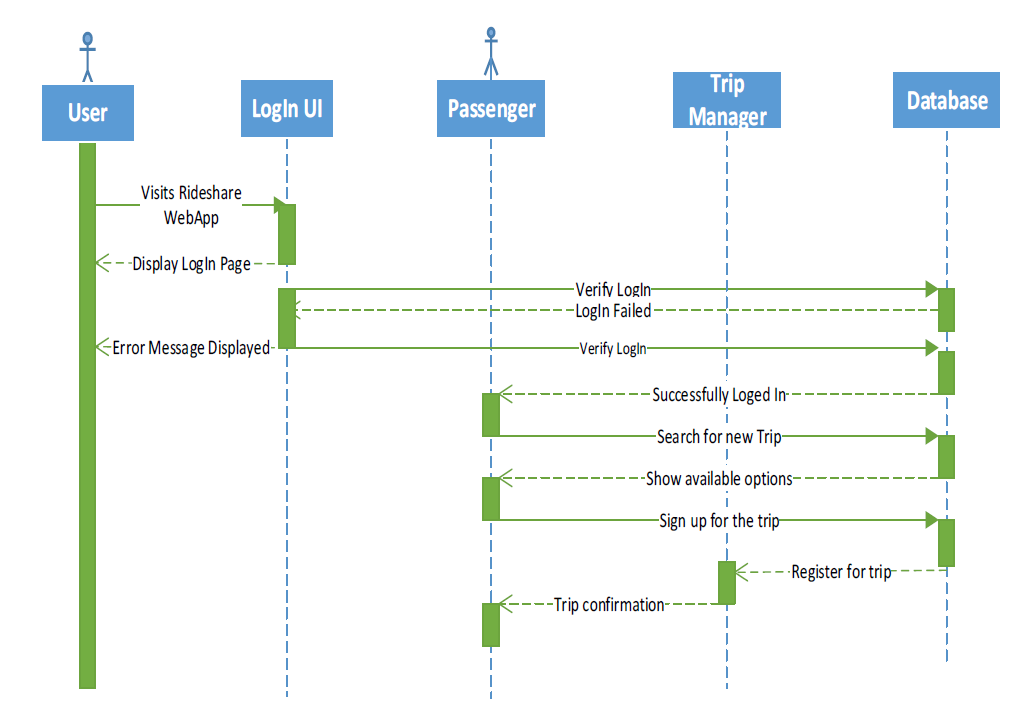 User
LogIn UI
Passenger
Trip
Manager
Database
Visits Rideshare
WebApp
Display LogIn Page
Verify LogIn
LogIn Failed
Error Message Displayed
Verify LogIn
Successfully Loged In
Search for new Trip
Show available options
Sign up for the trip
Register for trip
Trip confirmation